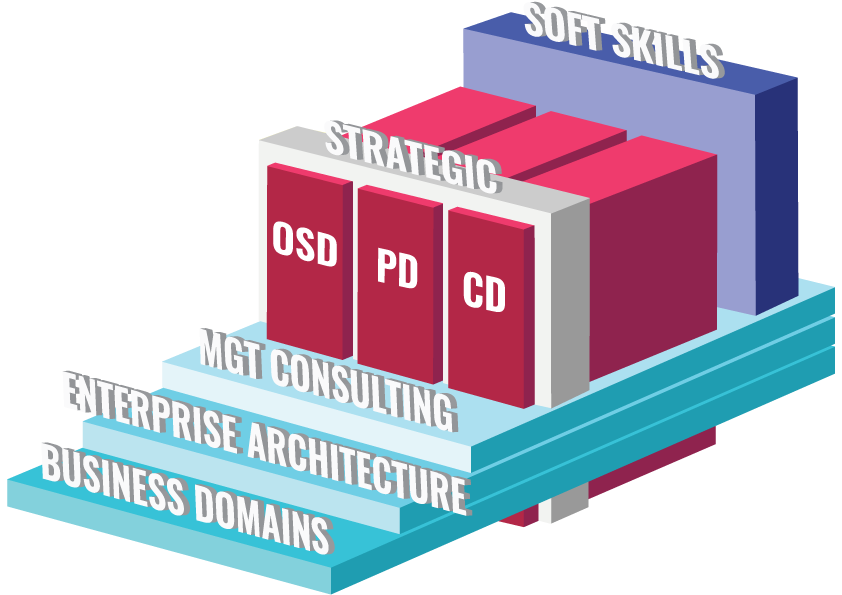 SOFT SKILLS
STRATEGIC
OSD
PD
CD
MGT CONSULTING
ENTERPRISE ARCHITECTURE
BUSINESS DOMAINS